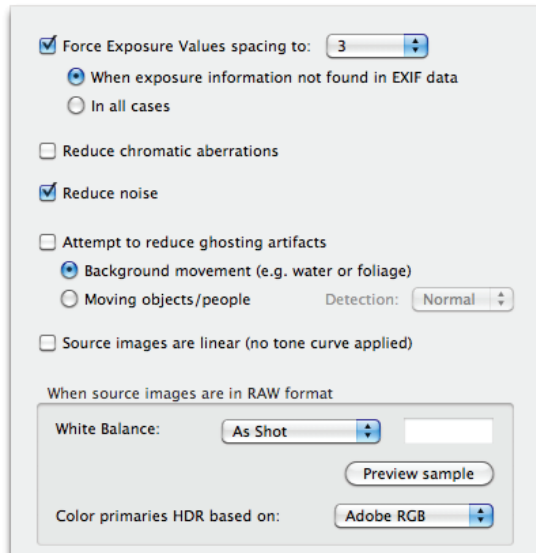 Force Exposure Values spacing to: 3
When exposure information not found in EXIF data
In all cases
Reduce chromatic aberrations
Reduce noise
Attempt to reduce ghosting artifacts
Background movement (e.g. water or foliage)
Moving objects/people Detection: Normal
Source images are linear (no tone curve applied)
When source images are in RAW format
White Balance: As Shot
Preview sample
Color primaries HDR based on: Adobe RGB